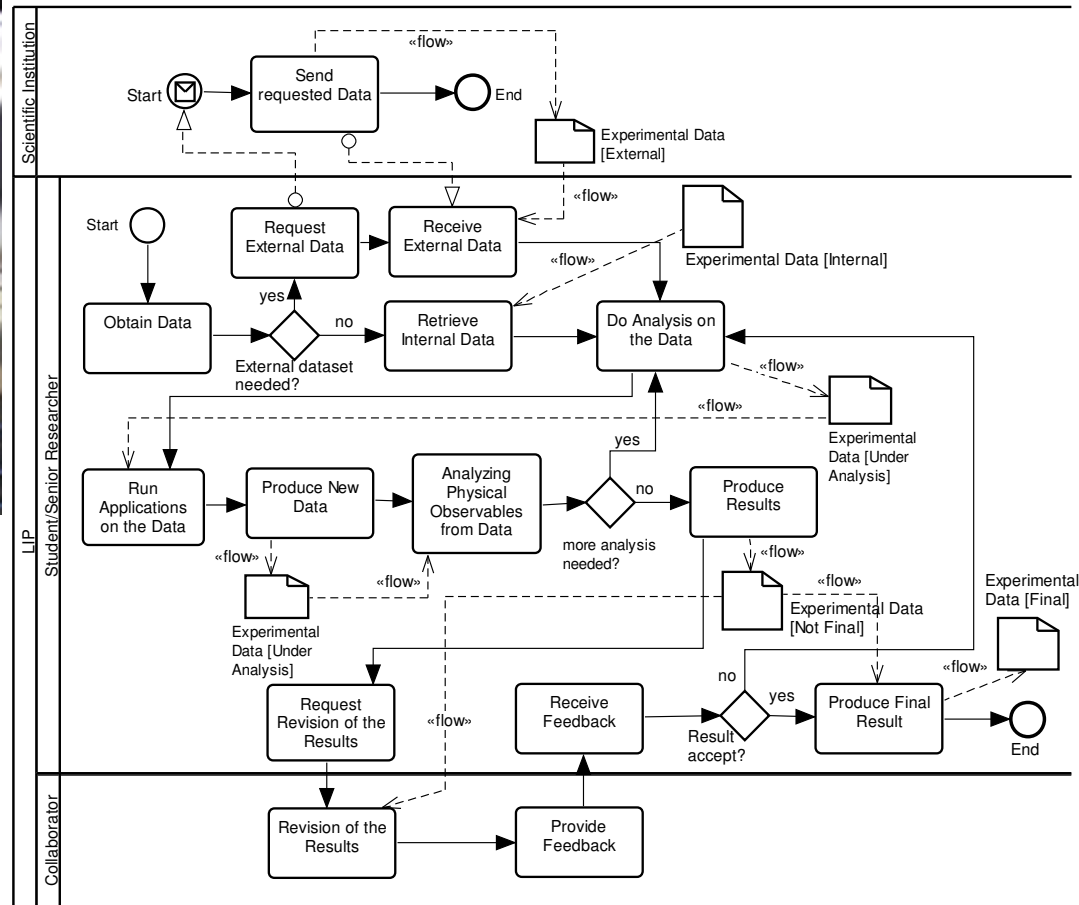 Scientific Institution
«flow»
Start
Send
requested Data
End
Experimental Data
[External]
LIP
Student/Senior Researcher
«flow»
Start
Request
External Data
Receive
External Data
«flow»
Experimental Data [Internal]
yes
Obtain Data
no
Retrieve
Internal Data
Do Analysis on
the Data
External dataset
needed?
«flow»
«flow»
Experimental
Data [Under
Analysis]
yes
Run
Applications
on the Data
Produce New
Data
Analyzing
Physical
Observables
from Data
no
Produce
Results
more analysis
needed?
«flow»
«flow»
«flow»
«flow»
Experimental
Data [Under
Analysis]
Experimental Data
[Not Final]
Experimental
Data [Final]
Request
Revision of the
Results
«flow»
Receive
Feedback
no
Result
accept?
yes
Produce Final
Result
«flow»
End
Collaborator
Revision of the
Results
Provide
Feedback